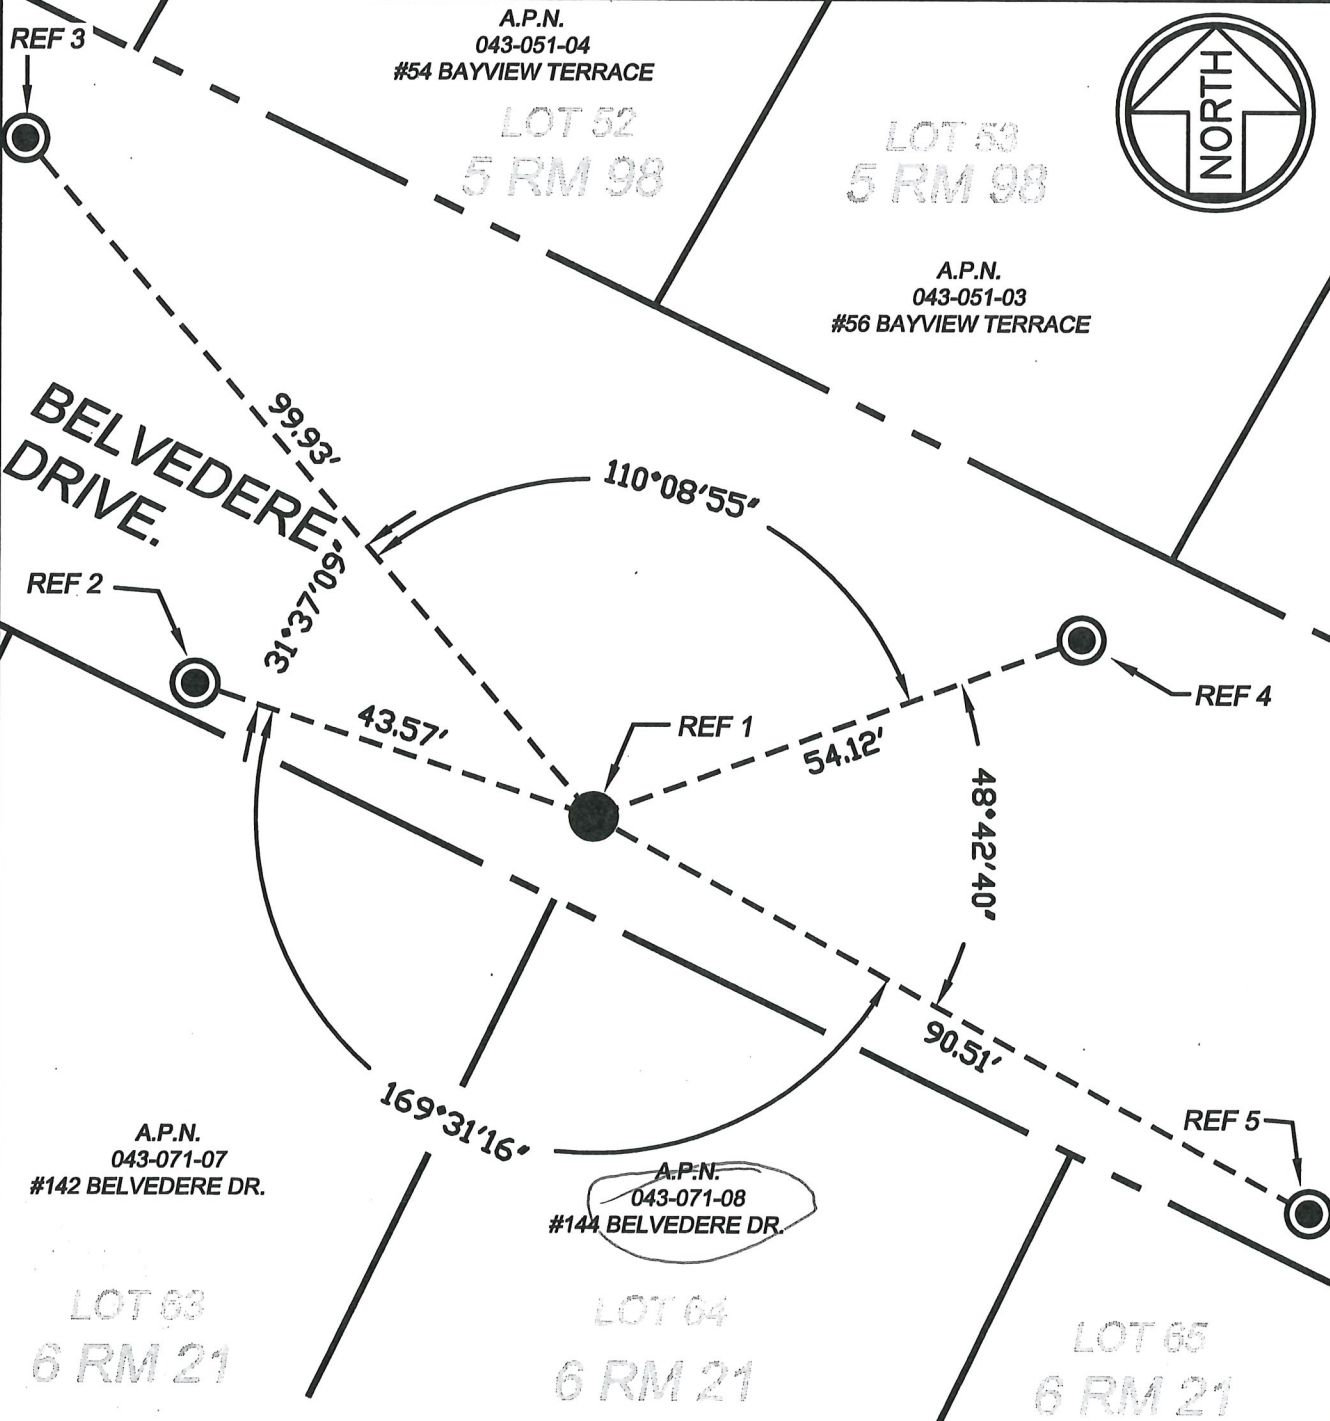 REF 3
A.P.N.
043-051-04
#54 BAYVIEW TERRACE
LOT 52
5 RM 98
LOT 53
5 RM 98
NORTH
A.P.N.
043-051-03
#56 BAYVIEW TERRACE
BELVEDERE
DRIVE.
99.93'
110°08'55"
31°37'09"
REF 2
43.57'
REF 1
54.12'
REF 4
48°42'40"
90.51'
169°31'16"
REF 5
A.P.N.
043-071-07
#142 BELVEDERE DR.
A.P.N.
043-071-08
#144 BELVEDERE DR.
LOT 63
6 RM 21
LOT 64
6 RM 21
LOT 65
6 RM 21